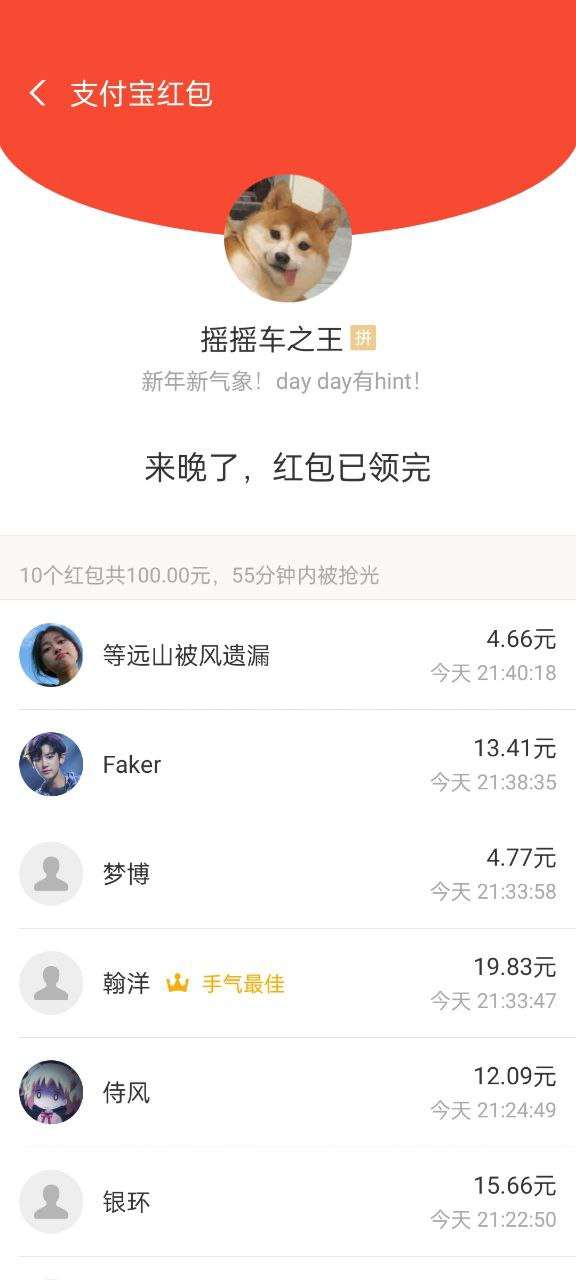 支付宝红包
摇摇车之王 拼
新年新气象！day day有hint！
来晚了，红包已领完
10个红包共100.00元，55分钟内被抢光
等远山被风遗漏
4.66元
今天 21:40:18
Faker
13.41元
今天 21:38:35
梦博
4.77元
今天 21:33:58
翰洋 手气最佳
19.83元
今天 21:33:47
侍风
12.09元
今天 21:24:49
银环
15.66元
今天 21:22:50